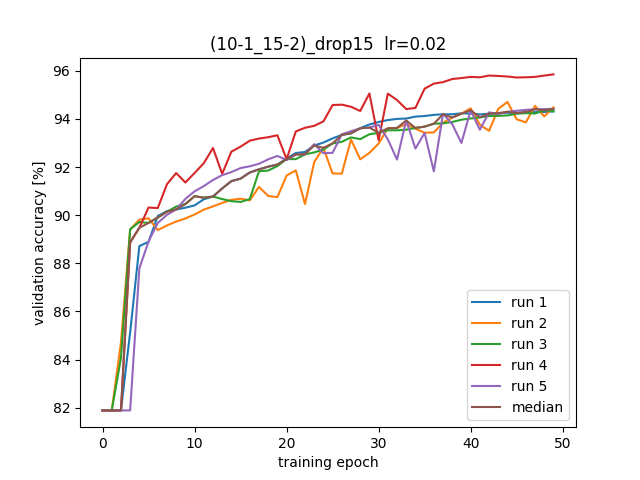 (10-1_15-2)_drop15  lr=0.02
validation accuracy [%]
96
94
92
90
88
86
84
82
0
10
20
30
40
50
training epoch
run 1
run 2
run 3
run 4
run 5
median